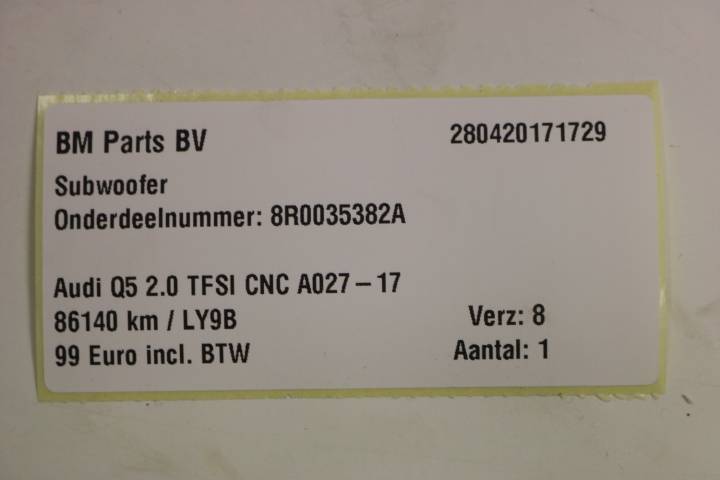 BM Parts BV 280420171729
Subwoofer
Onderdeelnummer: 8R0035382A
Audi Q5 2.0 TFSI CNC A027-17
86140 km / LY9B Verz: 8
99 Euro incl. BTW Aantal: 1